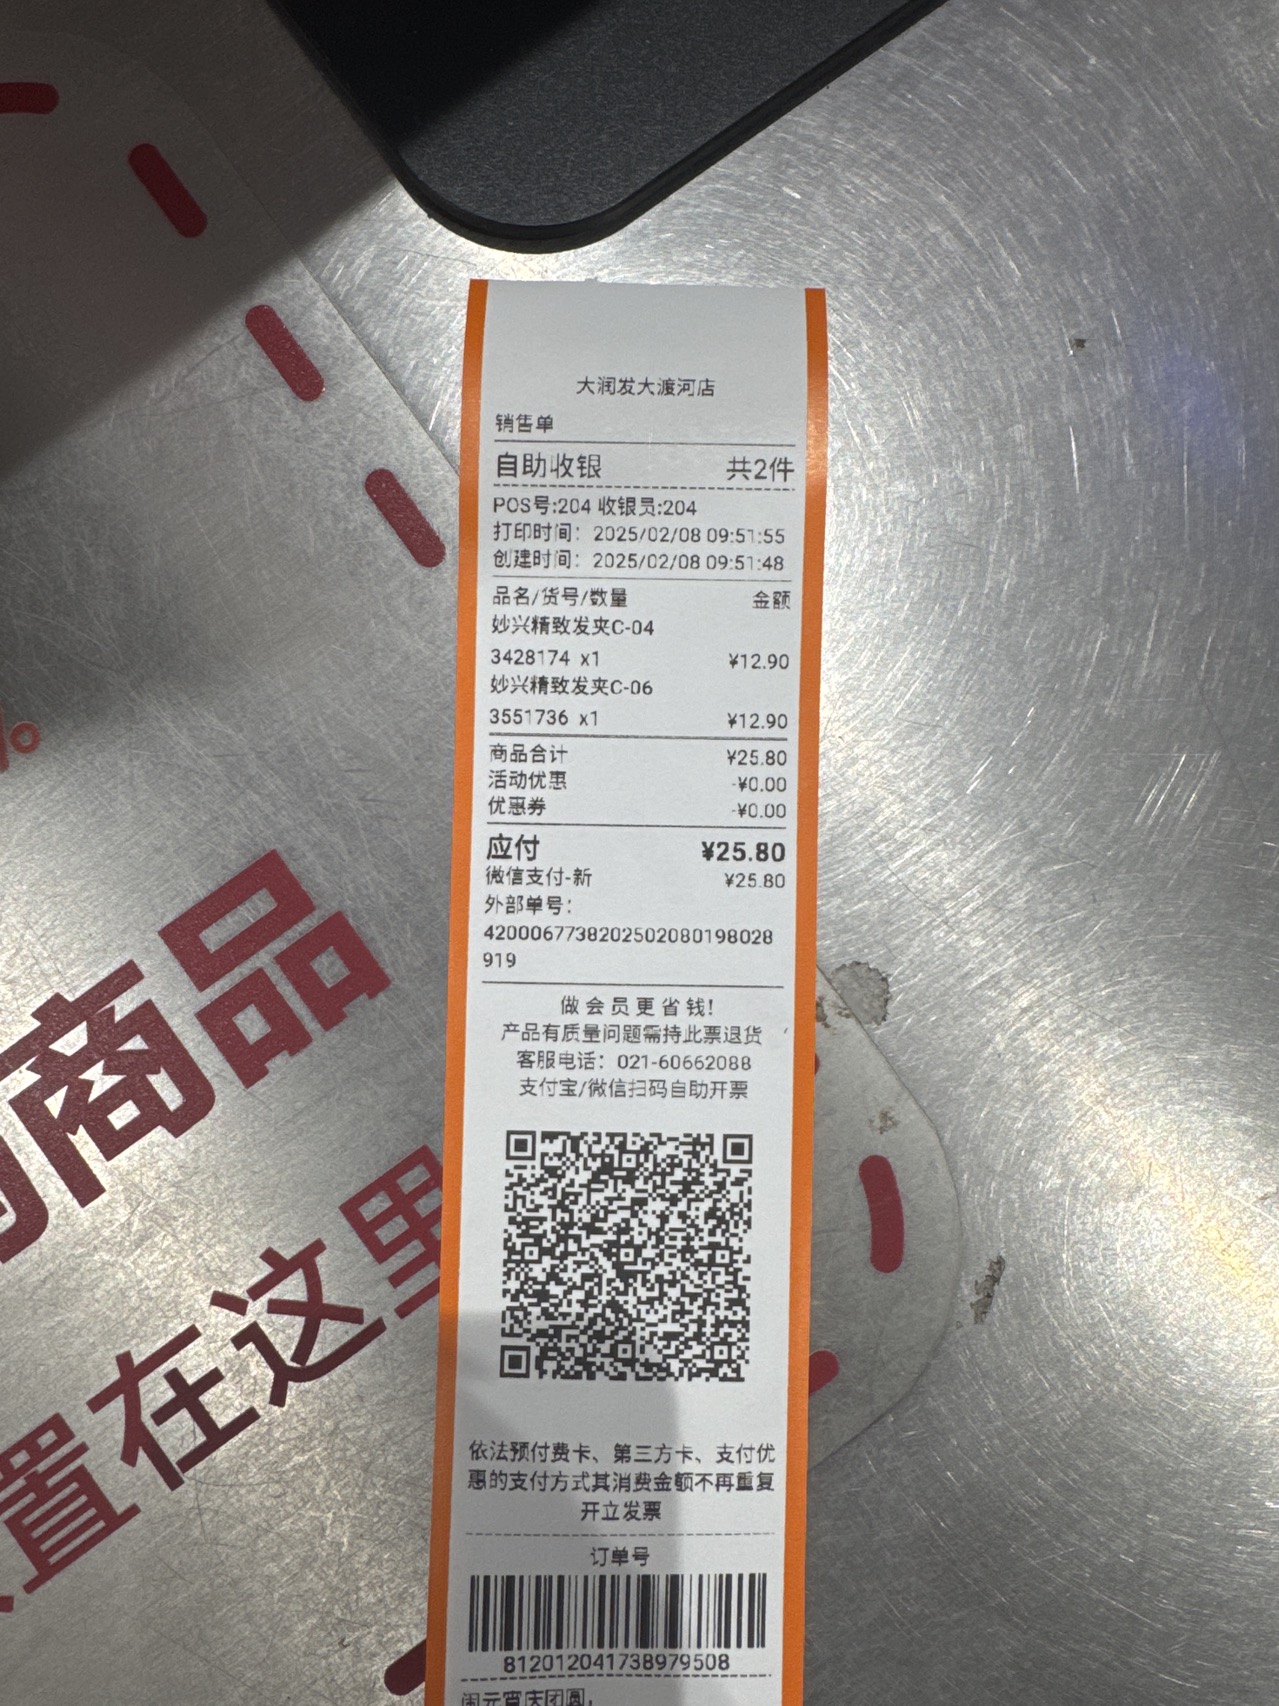 大润发大渡河店
销售单
自助收银 共2件
POS号:204 收银员:204
打印时间: 2025/02/08 09:51:55
创建时间: 2025/02/08 09:51:48
品名/货号/数量 金额
妙兴精致发夹C-04
3428174 x1 ¥12.90
妙兴精致发夹C-06
3551736 x1 ¥12.90
商品合计 ¥25.80
活动优惠 -¥0.00
优惠券 -¥0.00
应付 ¥25.80
微信支付-新 ¥25.80
外部单号:
4200067738202502080198028
919
做会员更省钱!
产品有质量问题需持此票退货
客服电话: 021-60662088
支付宝/微信扫码自助开票
依法预付费卡、第三方卡、支付优
惠的支付方式其消费金额不再重复
开立发票
订单号
812012041738979508
闹元宵庆团圆,
商品
置在这里